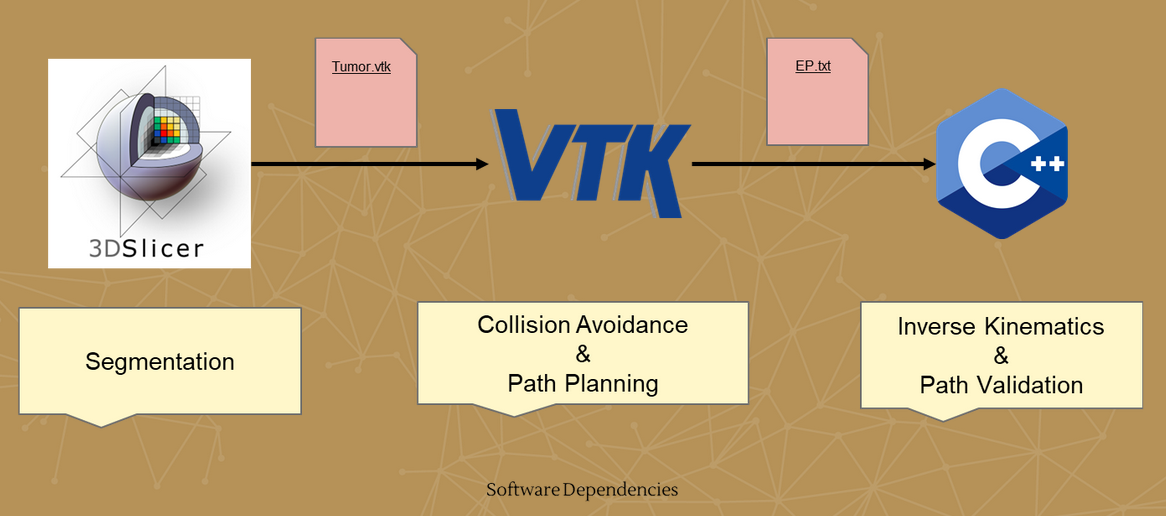 Tumor.vtk
EP.txt
VTK
C ++
3DSlicer
Segmentation
Collision Avoidance
&
Path Planning
Inverse Kinematics
&
Path Validation
Software Dependencies